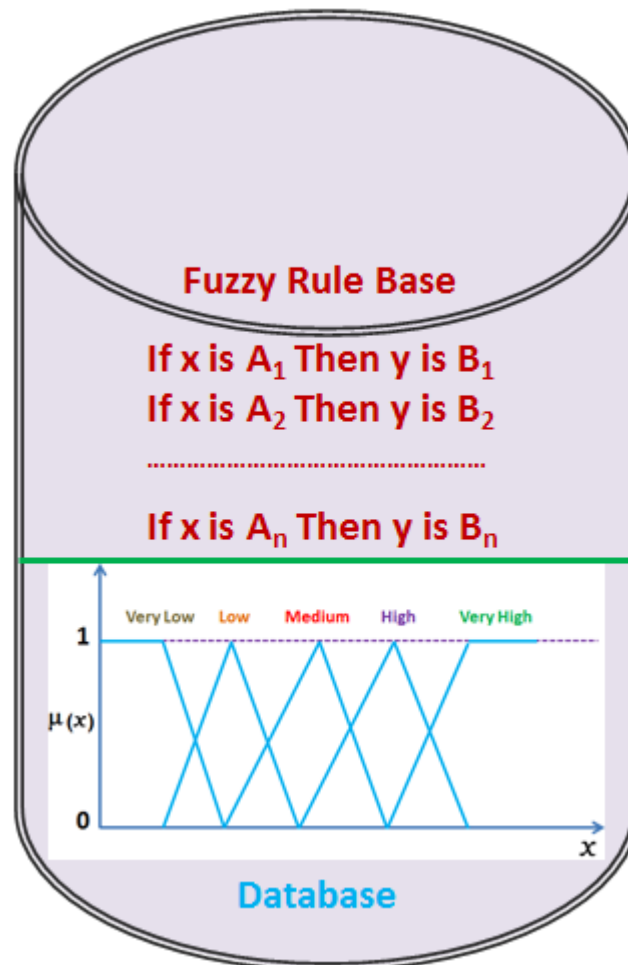 Fuzzy Rule Base
If x is A₁ Then y is B₁
If x is A₂ Then y is B₂
................................................
If x is Aₙ Then y is Bₙ
Very Low Low Medium High Very High
1
μ(x)
0
x
Database